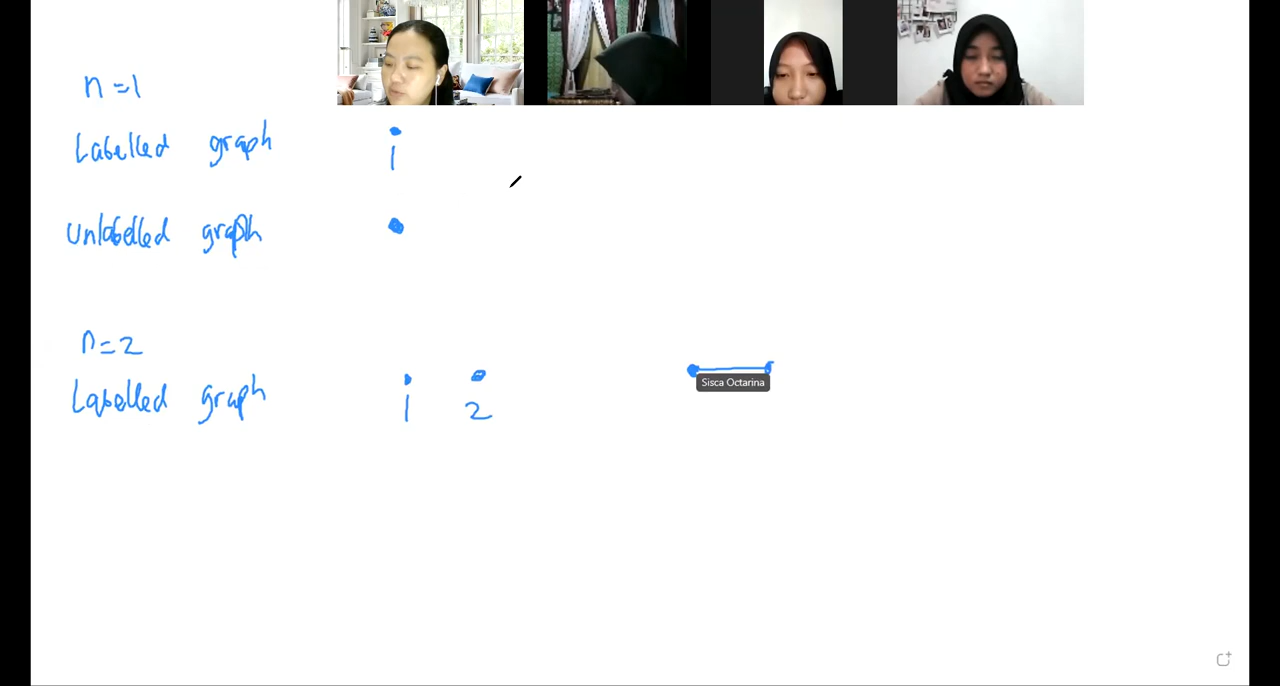 n=1
Labelled graph
1
Unlabelled graph
n=2
Sisca Octarina
Labelled graph
1 2